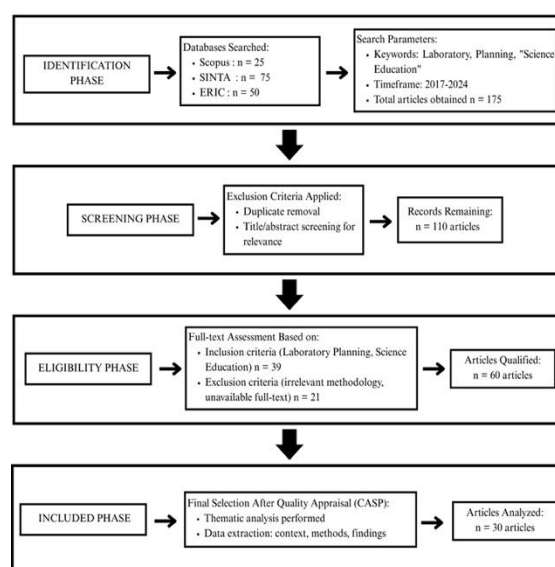 IDENTIFICATION
PHASE
Databases Searched:
• Scopus : n = 25
• SINTA : n = 75
• ERIC : n = 50
Search Parameters:
• Keywords: Laboratory, Planning, "Science
Education"
• Timeframe: 2017-2024
• Total articles obtained n = 175
SCREENING PHASE
Exclusion Criteria Applied:
• Duplicate removal
• Title/abstract screening for
relevance
Records Remaining:
n = 110 articles
ELIGIBILITY PHASE
Full-text Assessment Based on:
• Inclusion criteria (Laboratory Planning, Science
Education) n = 39
• Exclusion criteria (irrelevant methodology,
unavailable full-text) n = 21
Articles Qualified:
n = 60 articles
INCLUDED PHASE
Final Selection After Quality Appraisal (CASP):
• Thematic analysis performed
• Data extraction: context, methods, findings
Articles Analyzed:
n = 30 articles